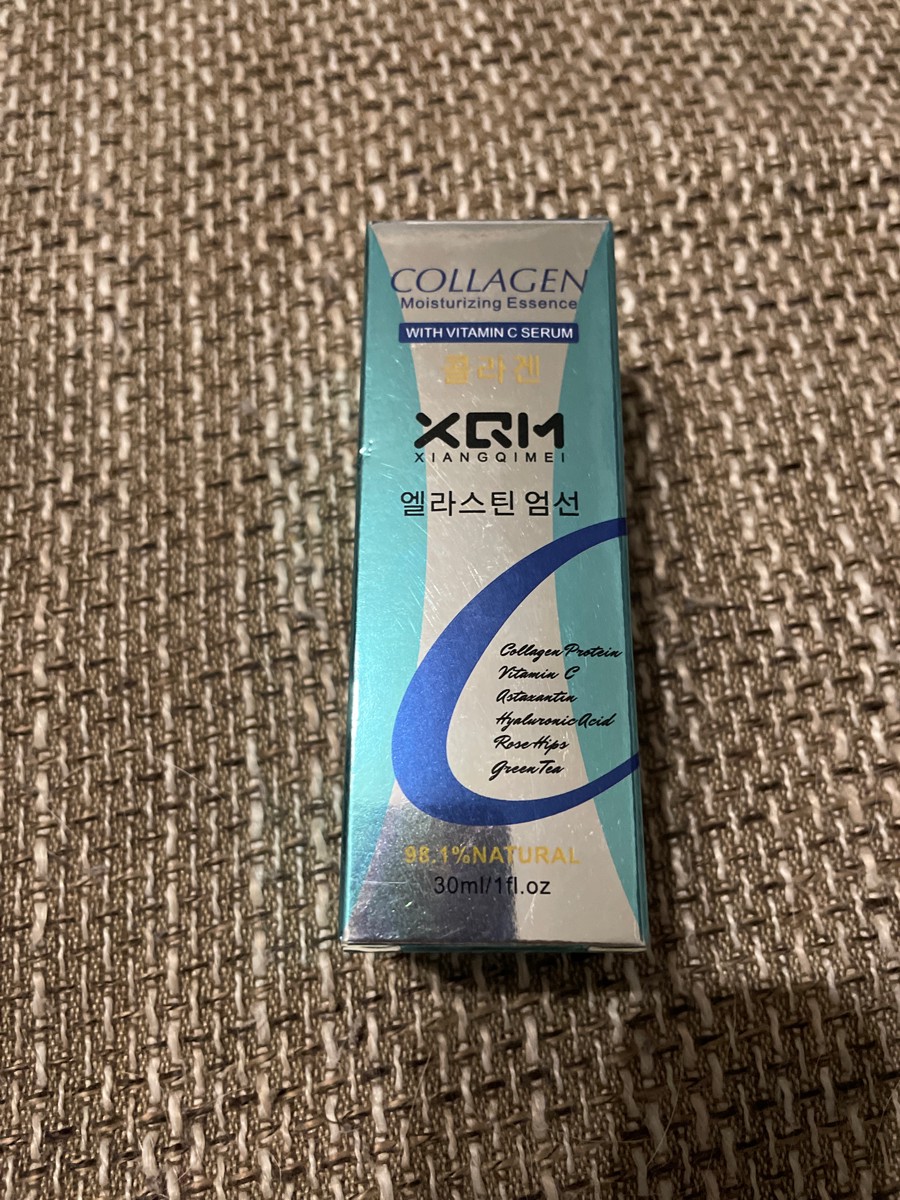 COLLAGEN
Moisturizing Essence
WITH VITAMIN C SERUM
콜라겐
XQM
XIANGQIMEI
엘라스틴 엄선
Collagen Protein
Vitamin C
Astaxantin
Hyaluronic Acid
Rose Hips
Green Tea
98.1%NATURAL
30ml/1fl.oz